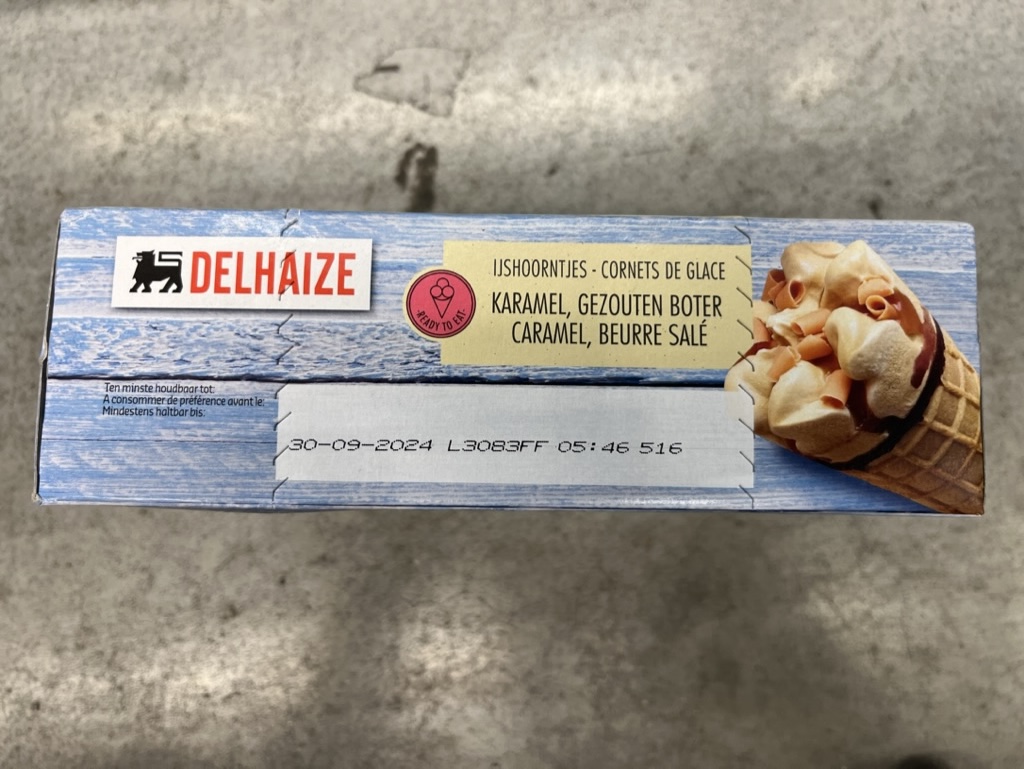 DELHAIZE
READY TO EAT
IJSHOORNTJES - CORNETS DE GLACE
KARAMEL, GEZOUTEN BOTER
CARAMEL, BEURRE SALÉ
Ten minste houdbaar tot:
A consommer de préférence avant le:
Mindestens haltbar bis:
30-09-2024 L3083FF 05:46 516